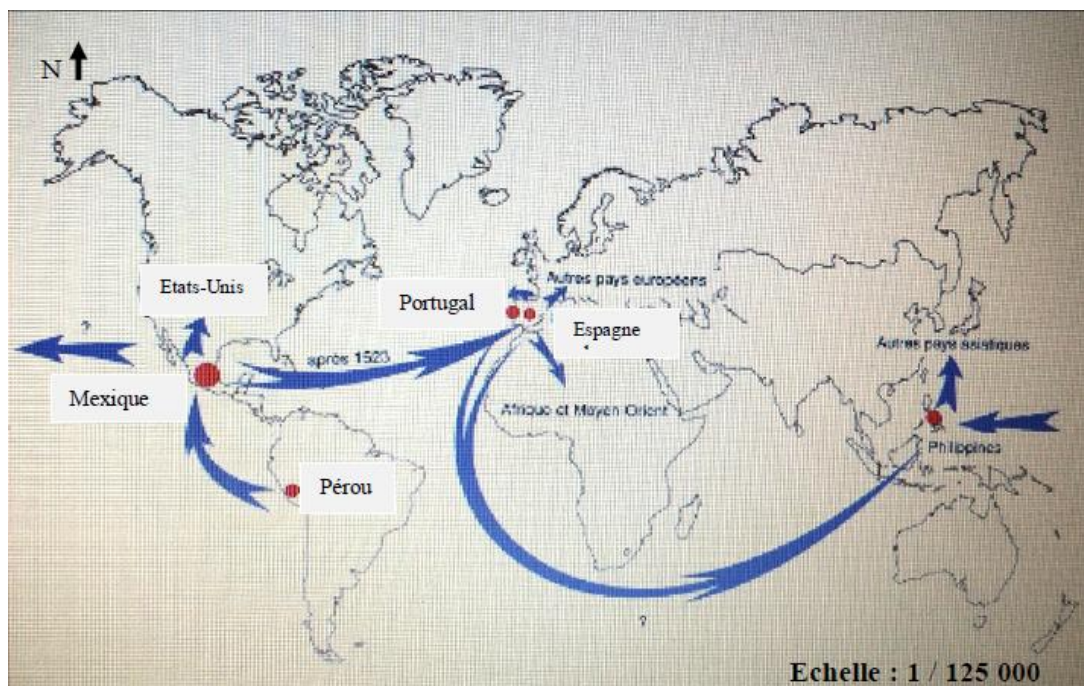 N
Etats-Unis
Autres pays européens
Portugal
Espagne
?
après 1523
Autres pays asiatiques
Mexique
Afrique et Moyen Orient
Philippines
Pérou
?
Echelle : 1 / 125 000